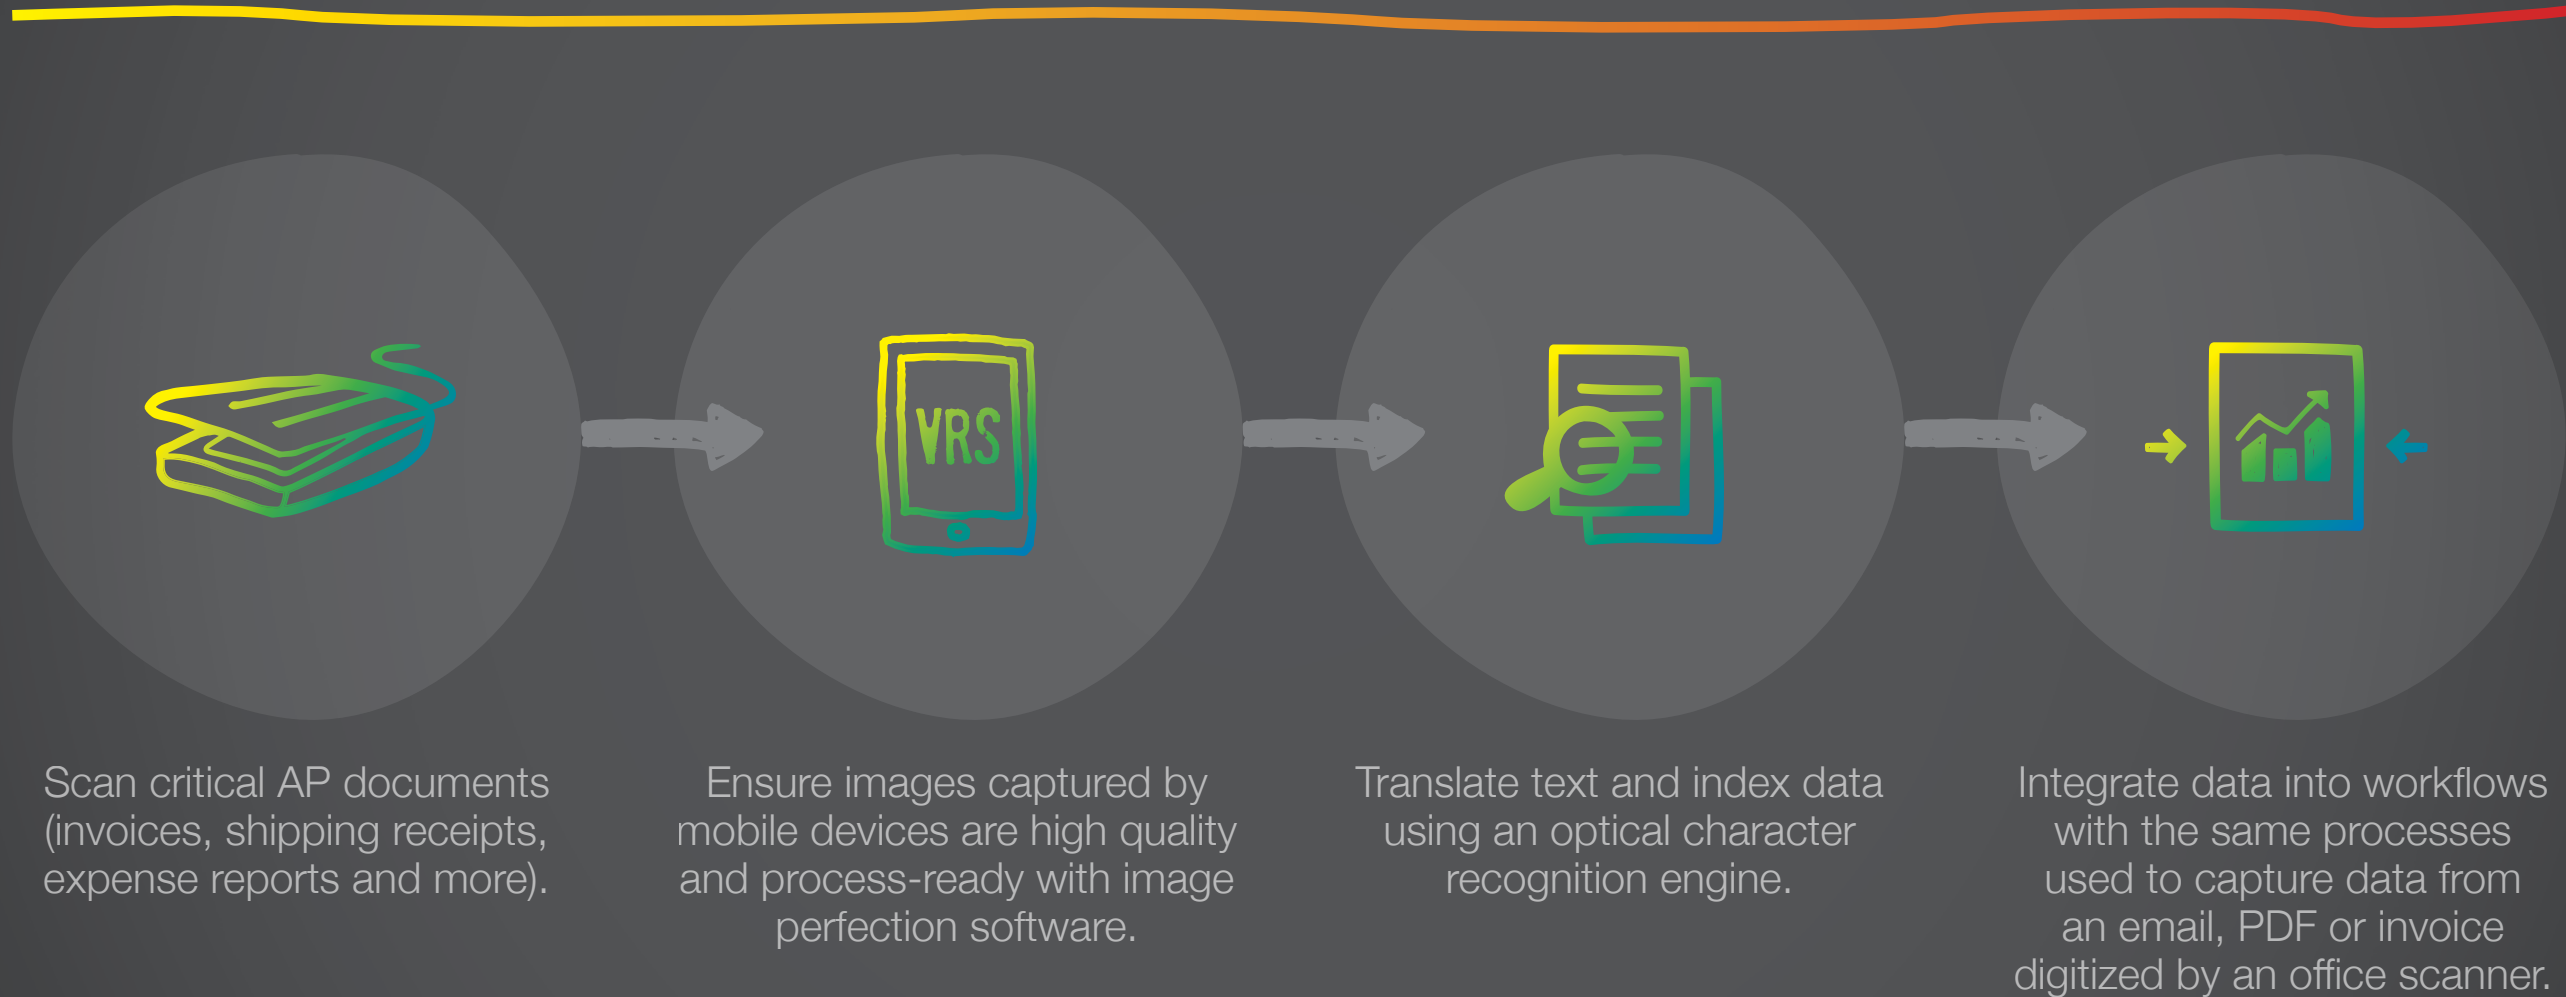 VRS
Scan critical AP documents
(invoices, shipping receipts,
expense reports and more).
Ensure images captured by
mobile devices are high quality
and process-ready with image
perfection software.
Translate text and index data
using an optical character
recognition engine.
Integrate data into workflows
with the same processes
used to capture data from
an email, PDF or invoice
digitized by an office scanner.